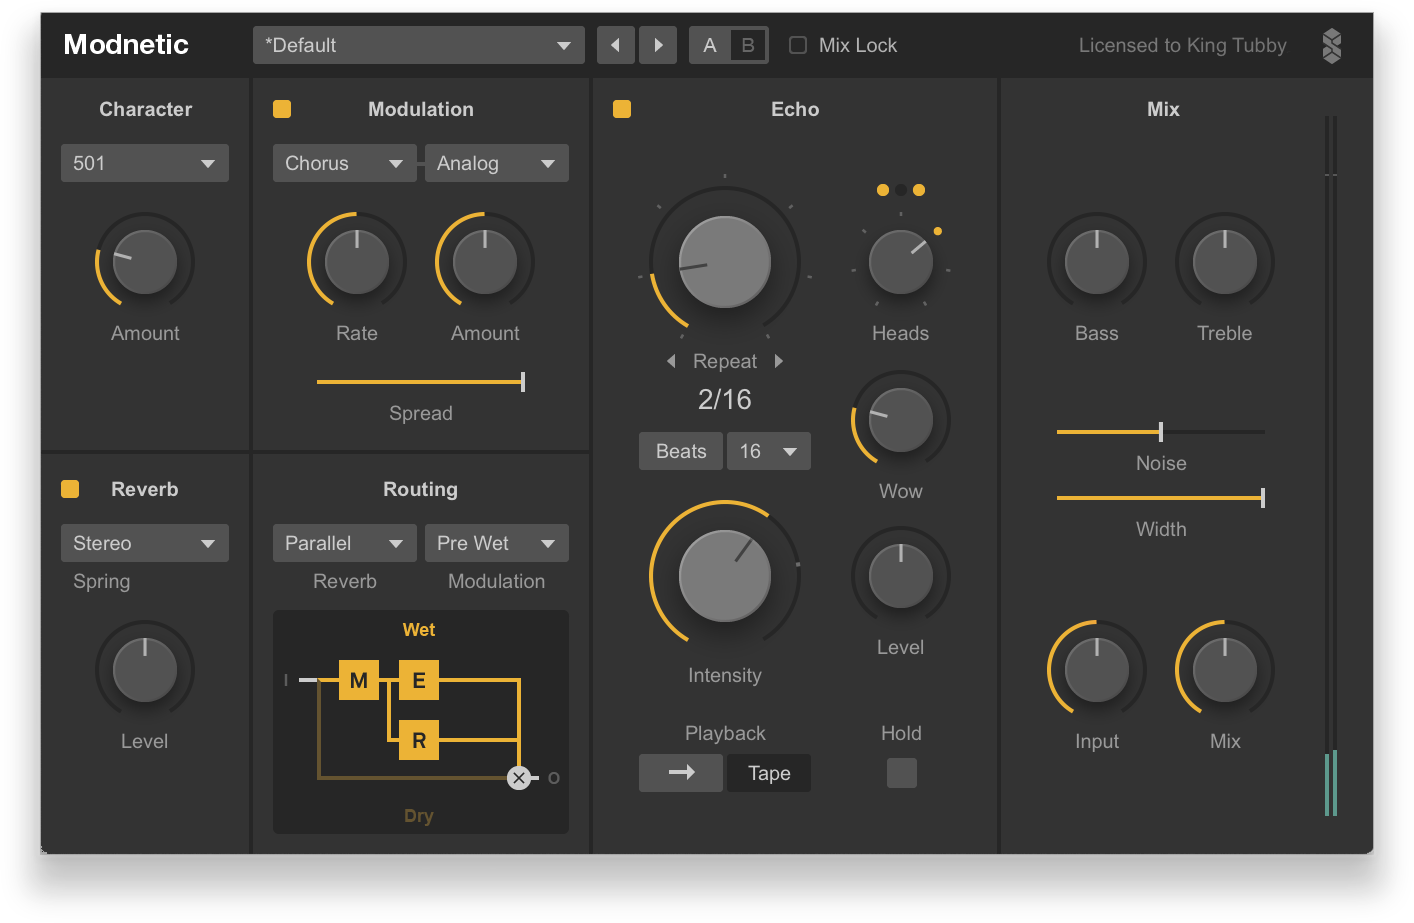 Modnetic
*Default
A
B
Mix Lock
Licensed to King Tubby
Character
501
Amount
Modulation
Chorus
Analog
Rate
Amount
Spread
Reverb
Stereo
Spring
Level
Routing
Parallel
Pre Wet
Reverb
Modulation
Wet
I
M
E
R
O
Dry
Echo
Repeat
2/16
Beats
16
Intensity
Playback
Tape
Heads
Wow
Level
Hold
Mix
Bass
Treble
Noise
Width
Input
Mix